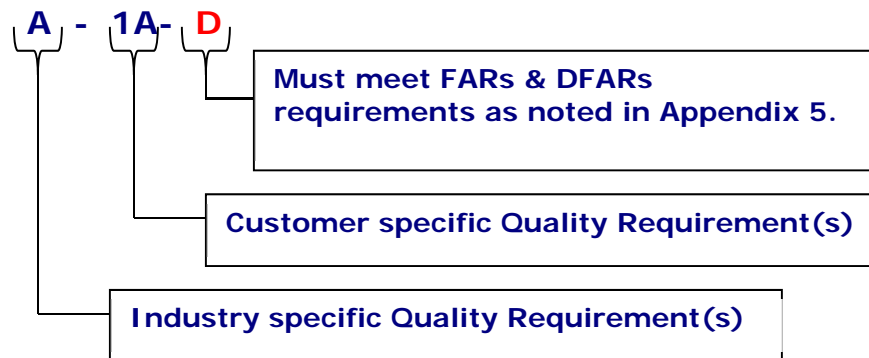 A - 1A- D
Must meet FARs & DFARs
requirements as noted in Appendix 5.
Customer specific Quality Requirement(s)
Industry specific Quality Requirement(s)